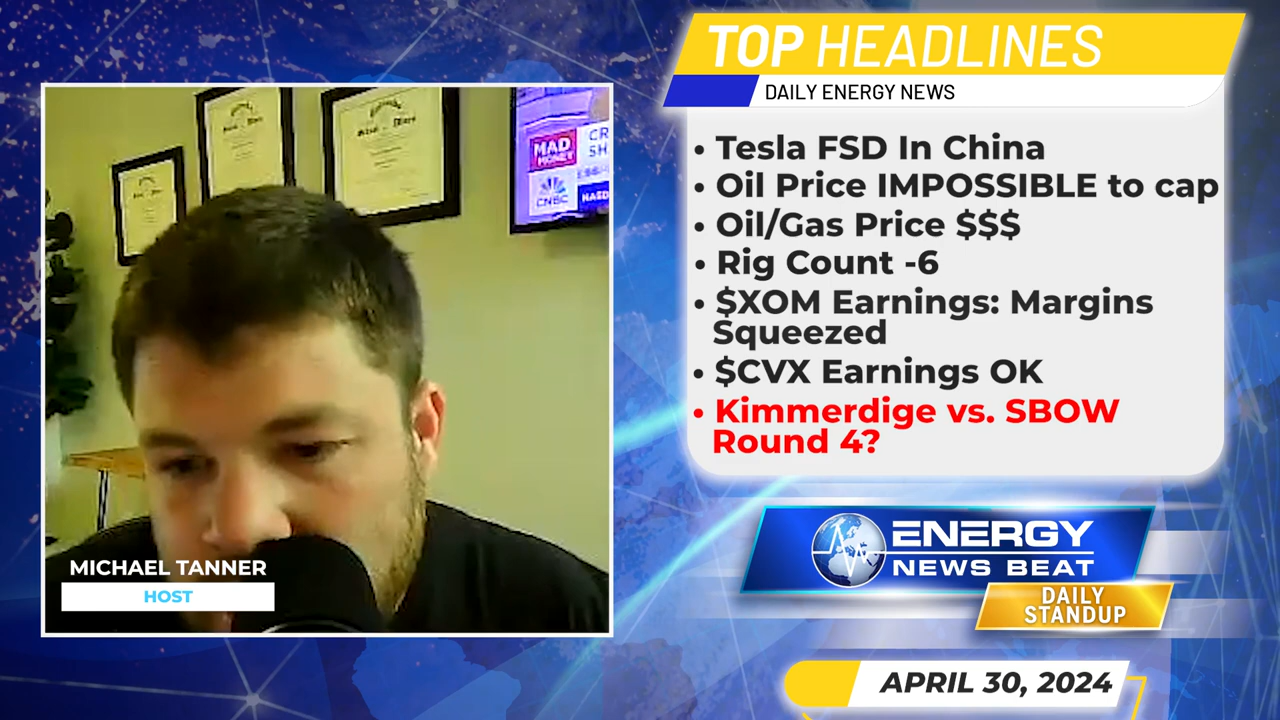 TOP HEADLINES
DAILY ENERGY NEWS
• Tesla FSD In China
• Oil Price IMPOSSIBLE to cap
• Oil/Gas Price $$$
• Rig Count -6
• $XOM Earnings: Margins
Squeezed
• $CVX Earnings OK
• Kimmerdige vs. SBOW
Round 4?
MAD
MONEY
CR
SH
CNBC
MICHAEL TANNER
HOST
ENERGY
NEWS BEAT
DAILY
STANDUP
APRIL 30, 2024